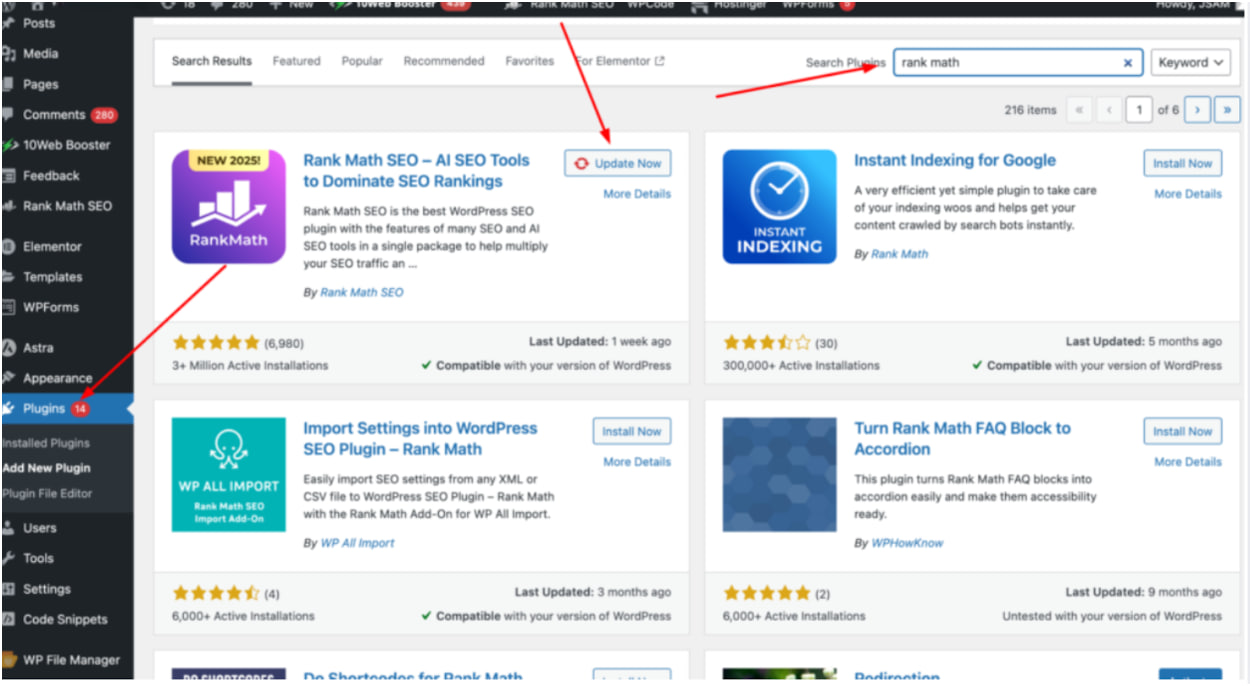 18 280 + New 10Web Booster Rank Math SEO WPCode Hostinger WPForms 5 Howdy, JSAM
Posts
Media
Pages
Comments 280
10Web Booster
Feedback
Rank Math SEO
Elementor
Templates
WPForms
Astra
Appearance
Plugins 14
Installed Plugins
Add New Plugin
Plugin File Editor
Users
Tools
Settings
Code Snippets
WP File Manager
Search Results Featured Popular Recommended Favorites For Elementor Search Plugins rank math × Keyword
216 items « ‹ 1 of 6 › »
NEW 2025!
RankMath
Rank Math SEO – AI SEO Tools
to Dominate SEO Rankings
Update Now
More Details
Rank Math SEO is the best WordPress SEO
plugin with the features of many SEO and AI
SEO tools in a single package to help multiply
your SEO traffic an ...
By Rank Math SEO
(6,980)
Last Updated: 1 week ago
3+ Million Active Installations
✓ Compatible with your version of WordPress
INSTANT
INDEXING
Instant Indexing for Google
Install Now
More Details
A very efficient yet simple plugin to take care
of your indexing woos and helps get your
content crawled by search bots instantly.
By Rank Math
(30)
Last Updated: 5 months ago
300,000+ Active Installations
✓ Compatible with your version of WordPress
WP ALL IMPORT
Rank Math SEO
Import Add-On
Import Settings into WordPress
SEO Plugin – Rank Math
Install Now
More Details
Easily import SEO settings from any XML or
CSV file to WordPress SEO Plugin – Rank Math
with the Rank Math Add-On for WP All Import.
By WP All Import
(4)
Last Updated: 3 months ago
6,000+ Active Installations
✓ Compatible with your version of WordPress
Turn Rank Math FAQ Block to
Accordion
Install Now
More Details
This plugin turns Rank Math FAQ blocks into
accordion easily and make them accessibility
ready.
By WPHowKnow
(2)
Last Updated: 9 months ago
6,000+ Active Installations
Untested with your version of WordPress
DO SHORTCODES
Do Shortcodes for Rank Math
Install Now
Redirection